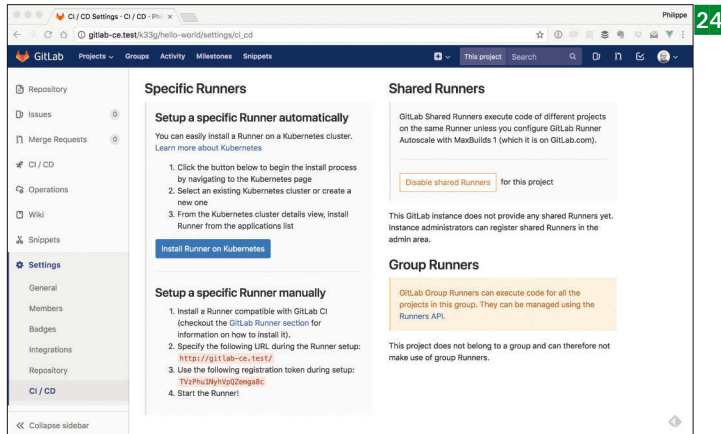 CI / CD Settings · CI / CD · Phi
Philippe
24
gitlab-ce.test/k33g/hello-world/settings/ci_cd
GitLab Projects Groups Activity Milestones Snippets This project Search
Repository
Issues 0
Merge Requests 0
CI / CD
Operations
Wiki
Snippets
Settings
General
Members
Badges
Integrations
Repository
CI / CD
Collapse sidebar
Specific Runners
Setup a specific Runner automatically
You can easily install a Runner on a Kubernetes cluster.
Learn more about Kubernetes
1. Click the button below to begin the install process
by navigating to the Kubernetes page
2. Select an existing Kubernetes cluster or create a
new one
3. From the Kubernetes cluster details view, install
Runner from the applications list
Install Runner on Kubernetes
Setup a specific Runner manually
1. Install a Runner compatible with GitLab CI
(checkout the GitLab Runner section for
information on how to install it).
2. Specify the following URL during the Runner setup:
http://gitlab-ce.test/
3. Use the following registration token during setup:
TVzPhu1NyhVpQZemga8c
4. Start the Runner!
Shared Runners
GitLab Shared Runners execute code of different projects
on the same Runner unless you configure GitLab Runner
Autoscale with MaxBuilds 1 (which it is on GitLab.com).
Disable shared Runners for this project
This GitLab instance does not provide any shared Runners yet.
Instance administrators can register shared Runners in the
admin area.
Group Runners
GitLab Group Runners can execute code for all the
projects in this group. They can be managed using the
Runners API.
This project does not belong to a group and can therefore not
make use of group Runners.